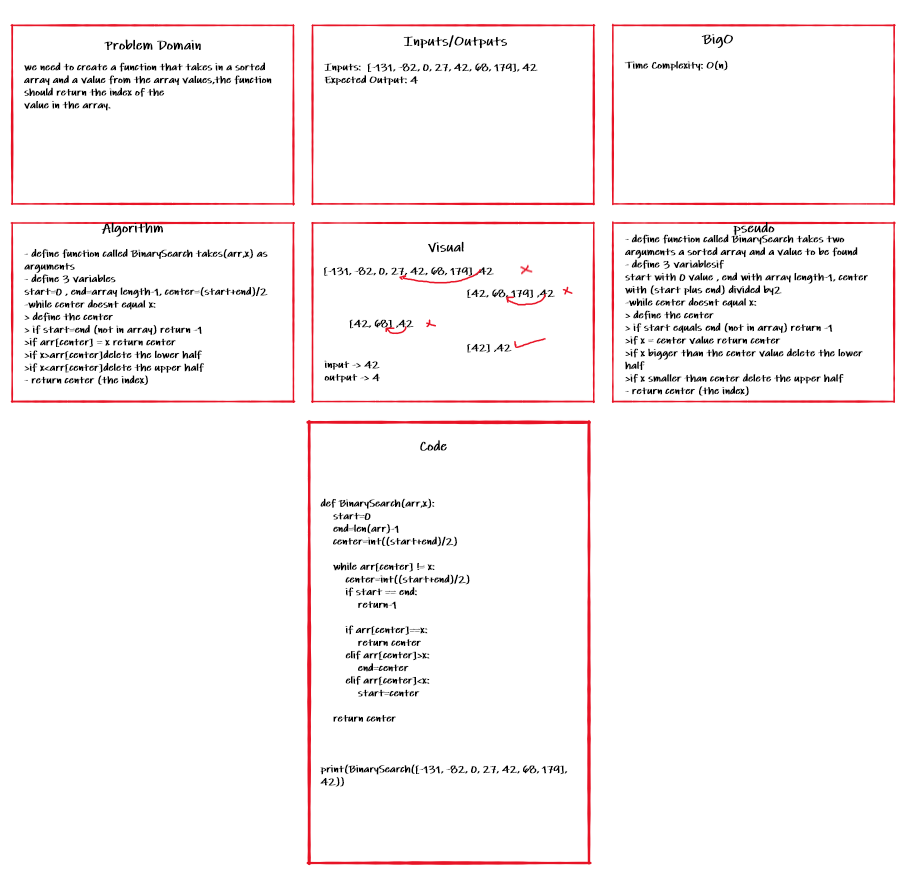 Problem Domain
we need to create a function that takes in a sorted
array and a value from the array values,the function
should return the index of the
value in the array.
Inputs/Outputs
Inputs: [-131, -82, 0, 27, 42, 68, 179], 42
Expected Output: 4
BigO
Time Complexity: O(n)
Algorithm
- define function called BinarySearch takes(arr,x) as
arguments
- define 3 variables
start=0 , end=array length-1, center=(start+end)/2
-while center doesnt equal x:
> define the center
> if start=end (not in array) return -1
>if arr[center] = x return center
>if x>arr[center]delete the lower half
>if x<arr[center]delete the upper half
- return center (the index)
Visual
[-131, -82, 0, 27, 42, 68, 179] ,42
[42, 68, 179] ,42
[42, 68] ,42
[42] ,42
input -> 42
output -> 4
pseudo
- define function called BinarySearch takes two
arguments a sorted array and a value to be found
- define 3 variablesif
start with 0 value , end with array length-1, center
with (start plus end) divided by2
-while center doesnt equal x:
> define the center
> if start equals end (not in array) return -1
>if x = center value return center
>if x bigger than the center value delete the lower
half
>if x smaller than center delete the upper half
- return center (the index)
Code
def BinarySearch(arr,x):
start=0
end=len(arr)-1
center=int((start+end)/2)
while arr[center] != x:
center=int((start+end)/2)
if start == end:
return-1
if arr[center]==x:
return center
elif arr[center]>x:
end=center
elif arr[center]<x:
start=center
return center
print(BinarySearch([-131, -82, 0, 27, 42, 68, 179],
42))